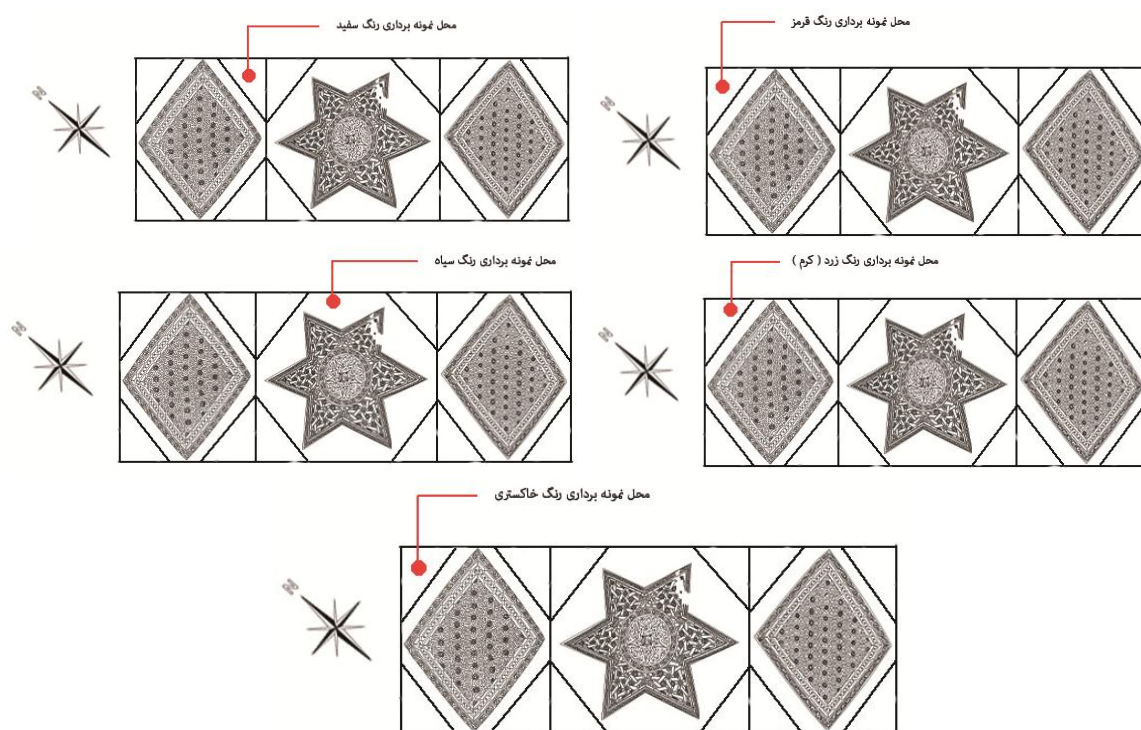 محل نمونه برداری رنگ سفید
محل نمونه برداری رنگ قرمز
محل نمونه برداری رنگ سیاه
محل نمونه برداری رنگ زرد ( کرم )
محل نمونه برداری رنگ خاکستری
N
N
N
N
N